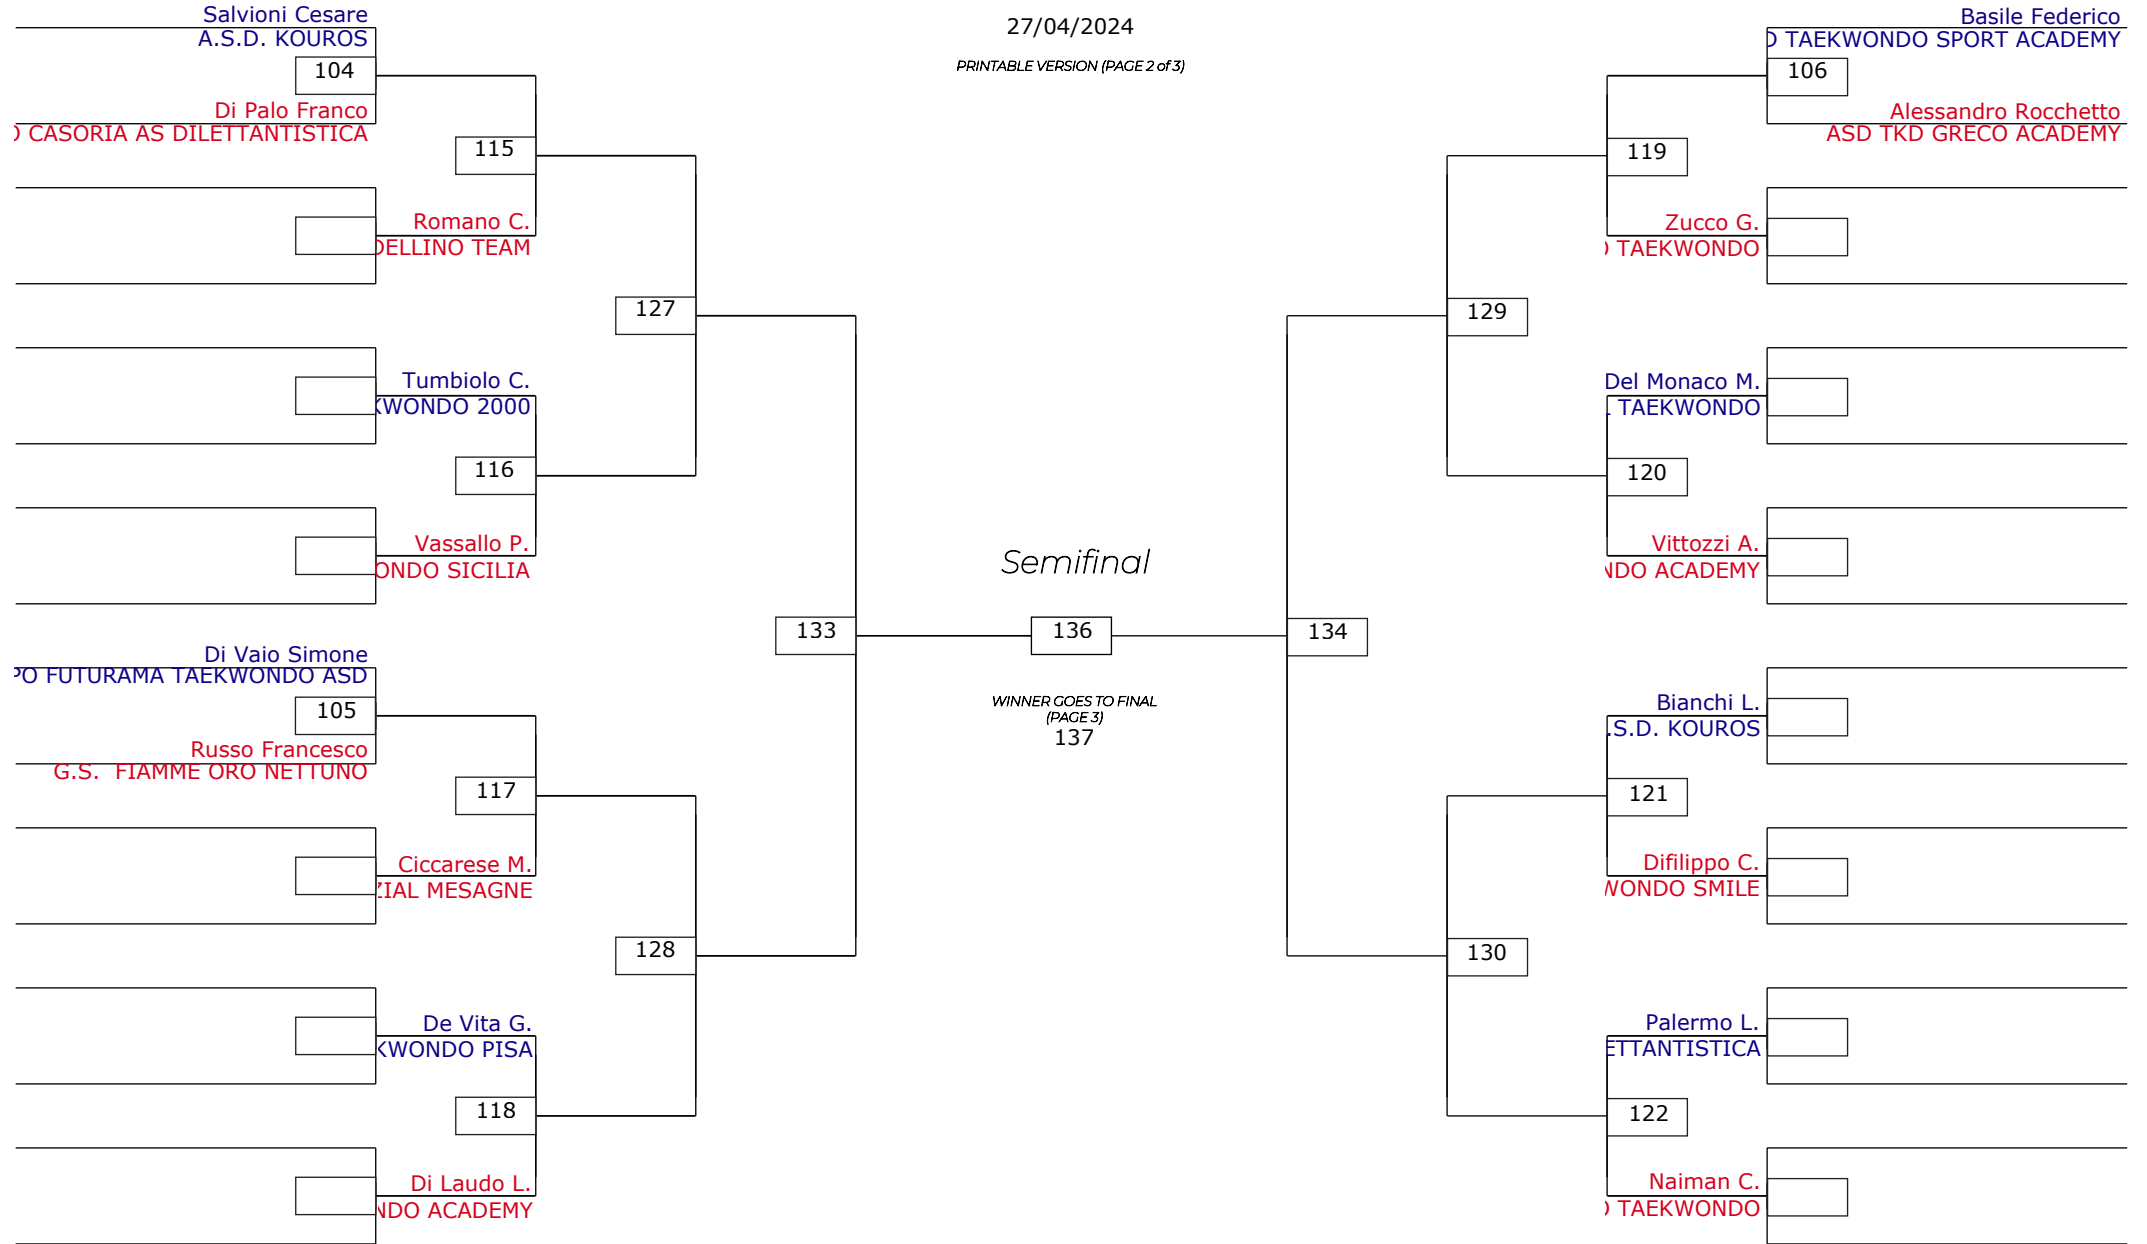 27/04/2024
PRINTABLE VERSION (PAGE 2 of 3)
Salvioni Cesare
A.S.D. KOUROS
104
Di Palo Franco
CASORIA AS DILETTANTISTICA
115
Romano C.
DELLINO TEAM
127
Tumbiolo C.
KWONDO 2000
116
Vassallo P.
ONDO SICILIA
133
Di Vaio Simone
PO FUTURAMA TAEKWONDO ASD
105
Russo Francesco
G.S. FIAMME ORO NETTUNO
117
Ciccarese M.
ZIAL MESAGNE
128
De Vita G.
KWONDO PISA
118
Di Laudo L.
NDO ACADEMY
Semifinal
136
WINNER GOES TO FINAL
(PAGE 3)
137
Basile Federico
D TAEKWONDO SPORT ACADEMY
106
Alessandro Rocchetto
ASD TKD GRECO ACADEMY
119
Zucco G.
TAEKWONDO
129
Del Monaco M.
TAEKWONDO
120
Vittozzi A.
NDO ACADEMY
134
Bianchi L.
.S.D. KOUROS
121
Difilippo C.
WONDO SMILE
130
Palermo L.
ETTANTISTICA
122
Naiman C.
TAEKWONDO